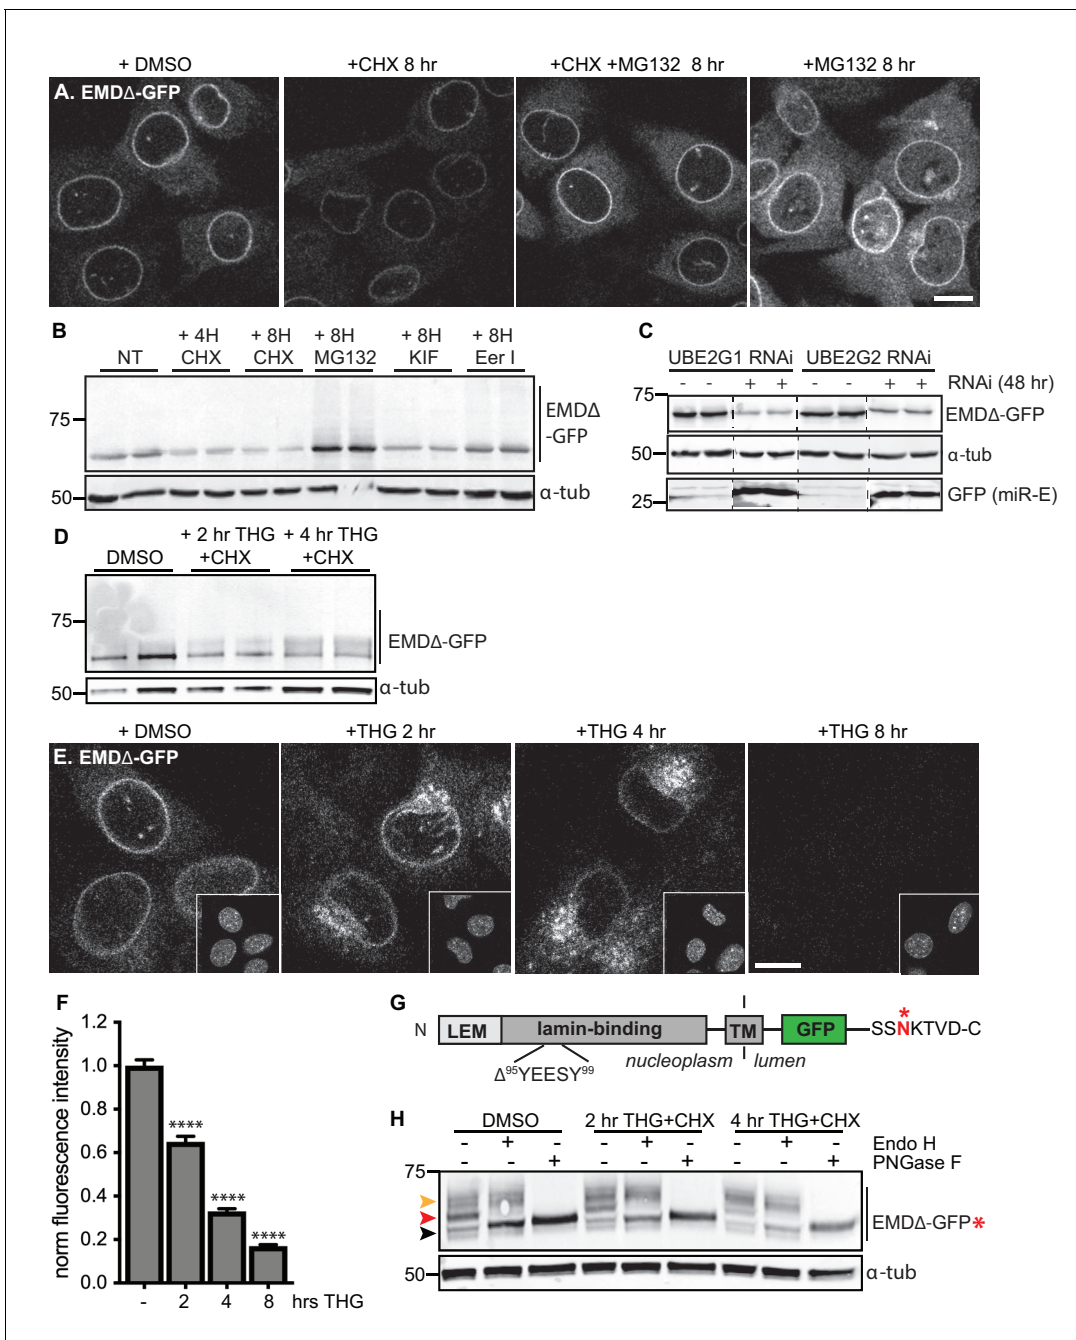 + DMSO +CHX 8 hr +CHX +MG132 8 hr +MG132 8 hr
A. EMDΔ-GFP
B
NT + 4H CHX + 8H CHX + 8H MG132 + 8H KIF + 8H Eer I
75
EMDΔ
-GFP
50 α-tub
C
UBE2G1 RNAi UBE2G2 RNAi
- - + + - - + + RNAi (48 hr)
75
EMDΔ-GFP
50 α-tub
25 GFP (miR-E)
D
+ 2 hr THG + 4 hr THG
DMSO +CHX +CHX
75
EMDΔ-GFP
50 α-tub
+ DMSO +THG 2 hr +THG 4 hr +THG 8 hr
E. EMDΔ-GFP
F
norm fluorescence intensity
1.2
1.0
0.8
0.6
0.4
0.2
0.0
**** **** ****
- 2 4 8 hrs THG
G
N LEM lamin-binding TM GFP SSNKTVD-C
*
nucleoplasm lumen
Δ⁹⁵YEESY⁹⁹
H
DMSO 2 hr THG+CHX 4 hr THG+CHX
- + - - + - - + - Endo H
- - + - - + - - + PNGase F
75
EMDΔ-GFP*
50 α-tub